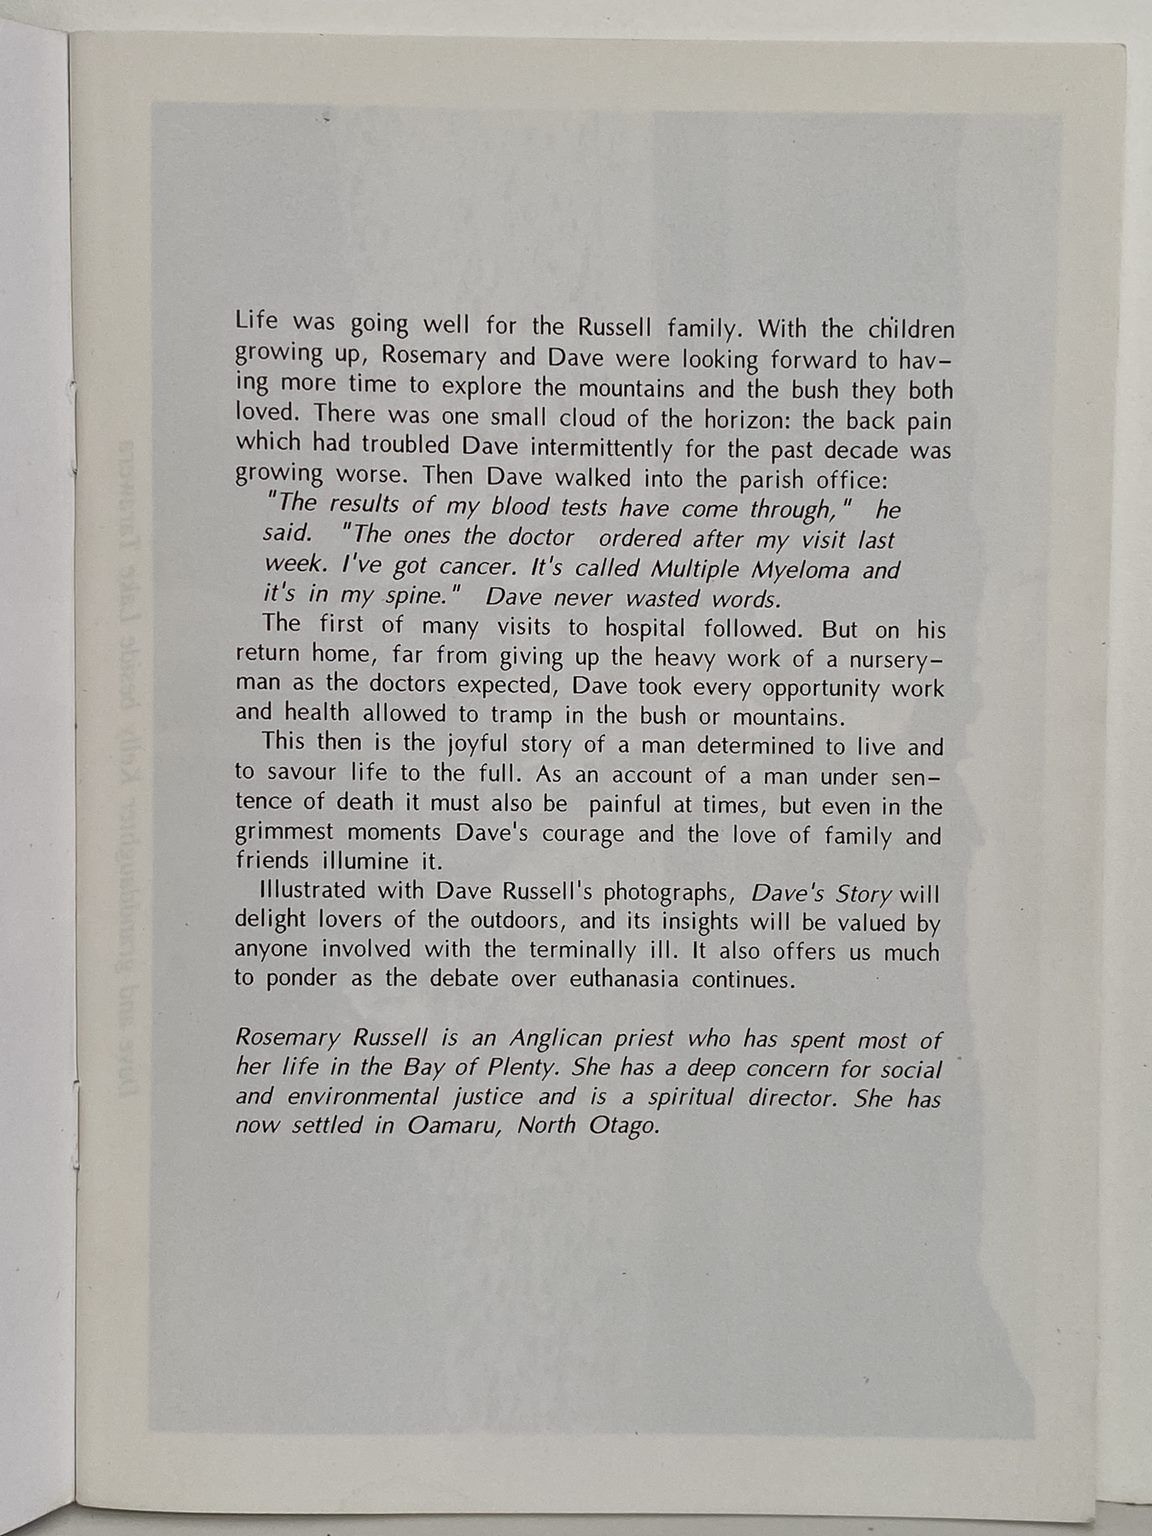 Life was going well for the Russell family. With the children
growing up, Rosemary and Dave were looking forward to hav–
ing more time to explore the mountains and the bush they both
loved. There was one small cloud of the horizon: the back pain
which had troubled Dave intermittently for the past decade was
growing worse. Then Dave walked into the parish office:
"The results of my blood tests have come through," he
said. "The ones the doctor ordered after my visit last
week. I've got cancer. It's called Multiple Myeloma and
it's in my spine." Dave never wasted words.
The first of many visits to hospital followed. But on his
return home, far from giving up the heavy work of a nursery–
man as the doctors expected, Dave took every opportunity work
and health allowed to tramp in the bush or mountains.
This then is the joyful story of a man determined to live and
to savour life to the full. As an account of a man under sen–
tence of death it must also be painful at times, but even in the
grimmest moments Dave's courage and the love of family and
friends illumine it.
Illustrated with Dave Russell's photographs, Dave's Story will
delight lovers of the outdoors, and its insights will be valued by
anyone involved with the terminally ill. It also offers us much
to ponder as the debate over euthanasia continues.
Rosemary Russell is an Anglican priest who has spent most of
her life in the Bay of Plenty. She has a deep concern for social
and environmental justice and is a spiritual director. She has
now settled in Oamaru, North Otago.